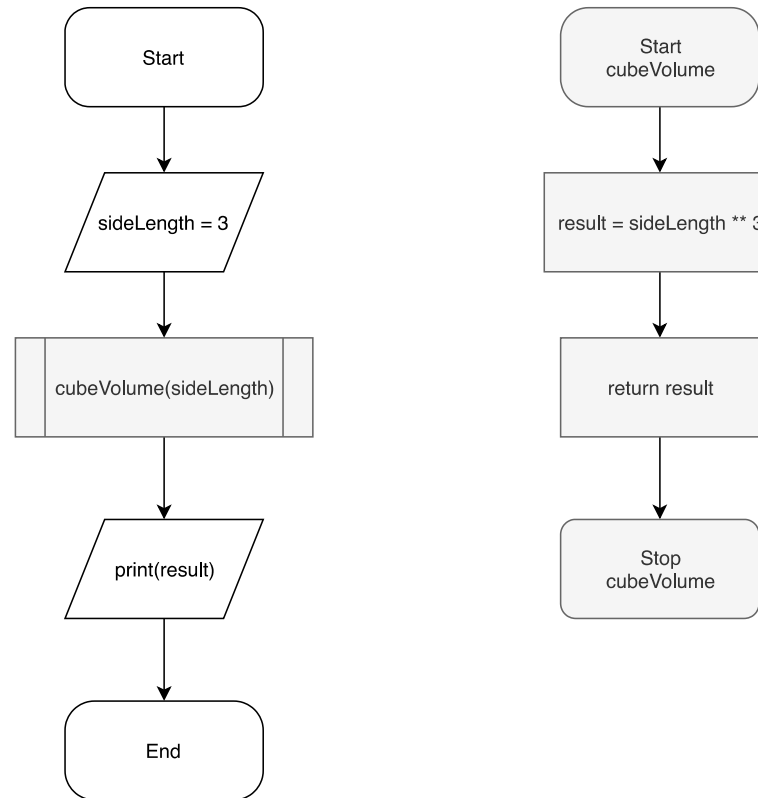 Start
sideLength = 3
cubeVolume(sideLength)
print(result)
End
Start
cubeVolume
result = sideLength ** 3
return result
Stop
cubeVolume